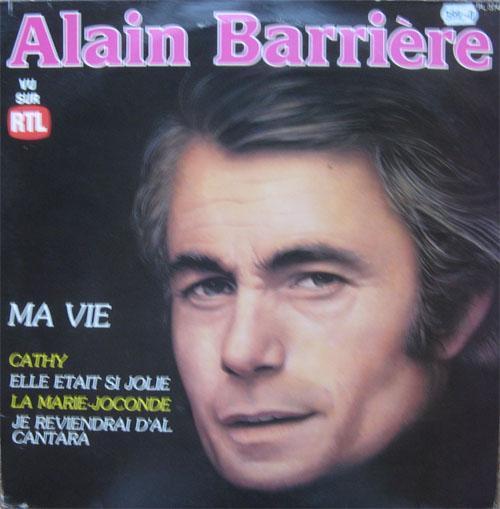 Alain Barrière
VU
SUR
RTL
MA VIE
CATHY
ELLE ETAIT SI JOLIE
LA MARIE-JOCONDE
JE REVIENDRAI D'AL
CANTARA